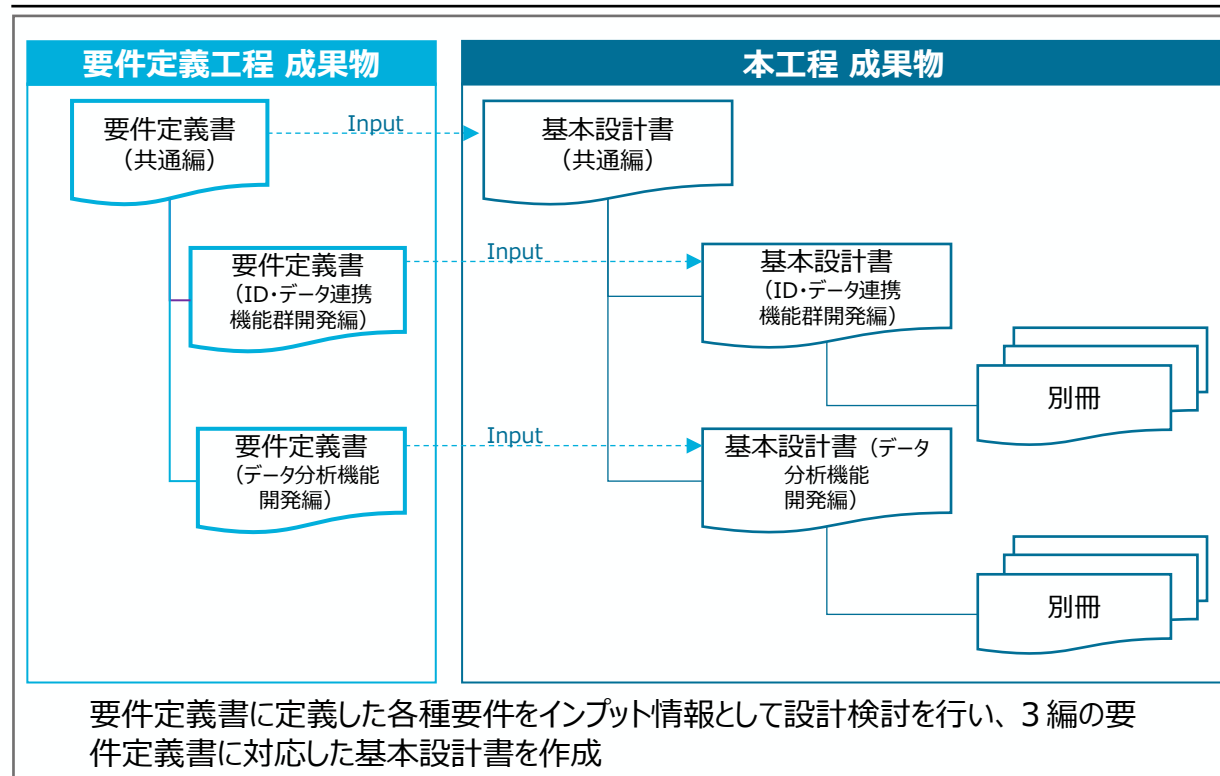 要件定義工程 成果物
本工程 成果物
要件定義書
（共通編）
Input
基本設計書
（共通編）
要件定義書
（ID・データ連携
機能群開発編）
Input
基本設計書
（ID・データ連携
機能群開発編）
別冊
要件定義書
（データ分析機能
開発編）
Input
基本設計書（データ
分析機能
開発編）
別冊
要件定義書に定義した各種要件をインプット情報として設計検討を行い、３編の要
件定義書に対応した基本設計書を作成